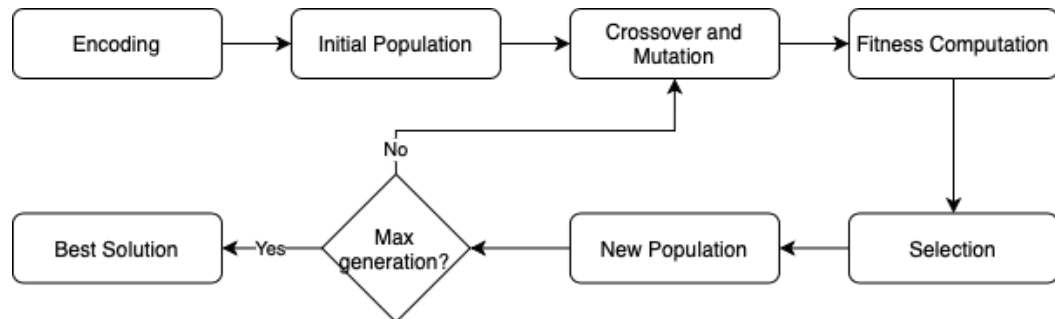 Encoding
Initial Population
Crossover and
Mutation
Fitness Computation
No
Best Solution
Yes
Max
generation?
New Population
Selection